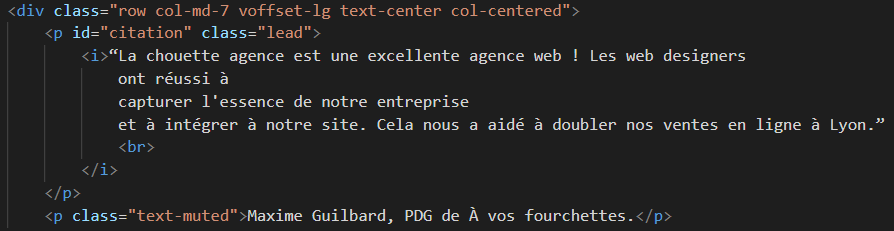 <div class="row col-md-7 voffset-lg text-center col-centered">
<p id="citation" class="lead">
<i>“La chouette agence est une excellente agence web ! Les web designers
ont réussi à
capturer l'essence de notre entreprise
et à intégrer à notre site. Cela nous a aidé à doubler nos ventes en ligne à Lyon.”
<br>
</i>
</p>
<p class="text-muted">Maxime Guilbard, PDG de À vos fourchettes.</p>